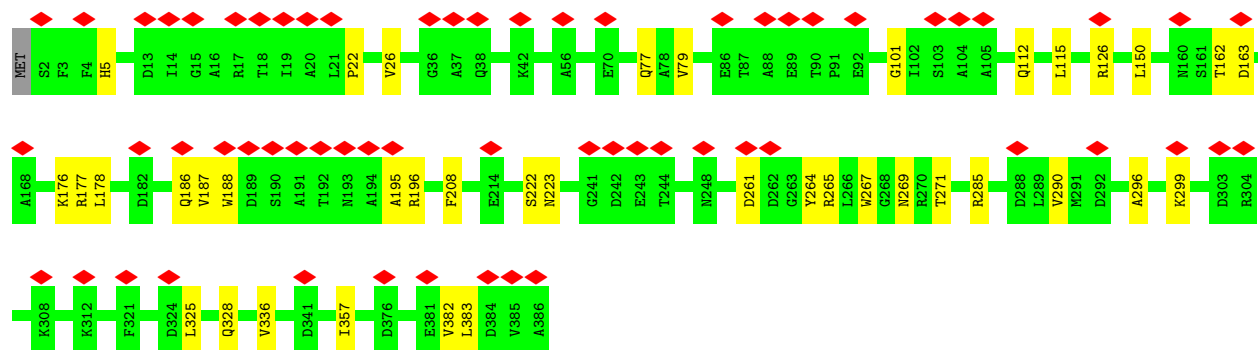 MET S2 F3 F4 H5 D13 I14 G15 A16 R17 T18 I19 A20 L21 P22 V26 G36 A37 Q38 K42 A56 E70 Q77 A78 V79 E86 T87 A88 E89 T90 P91 E92 G101 I102 S103 A104 A105 Q112 L115 R126 L150 N160 S161 T162 D163
A168 K176 R177 L178 D182 Q186 V187 W188 D189 S190 A191 T192 N193 A194 A195 R196 F208 E214 S222 N223 G241 D242 E243 T244 N248 D261 D262 G263 Y264 R265 L266 W267 G268 N269 R270 T271 R285 D288 L289 V290 M291 D292 A296 K299 D303 R304
K308 K312 F321 D324 L325 Q328 V336 D341 I357 D376 E381 V382 L383 D384 V385 A386